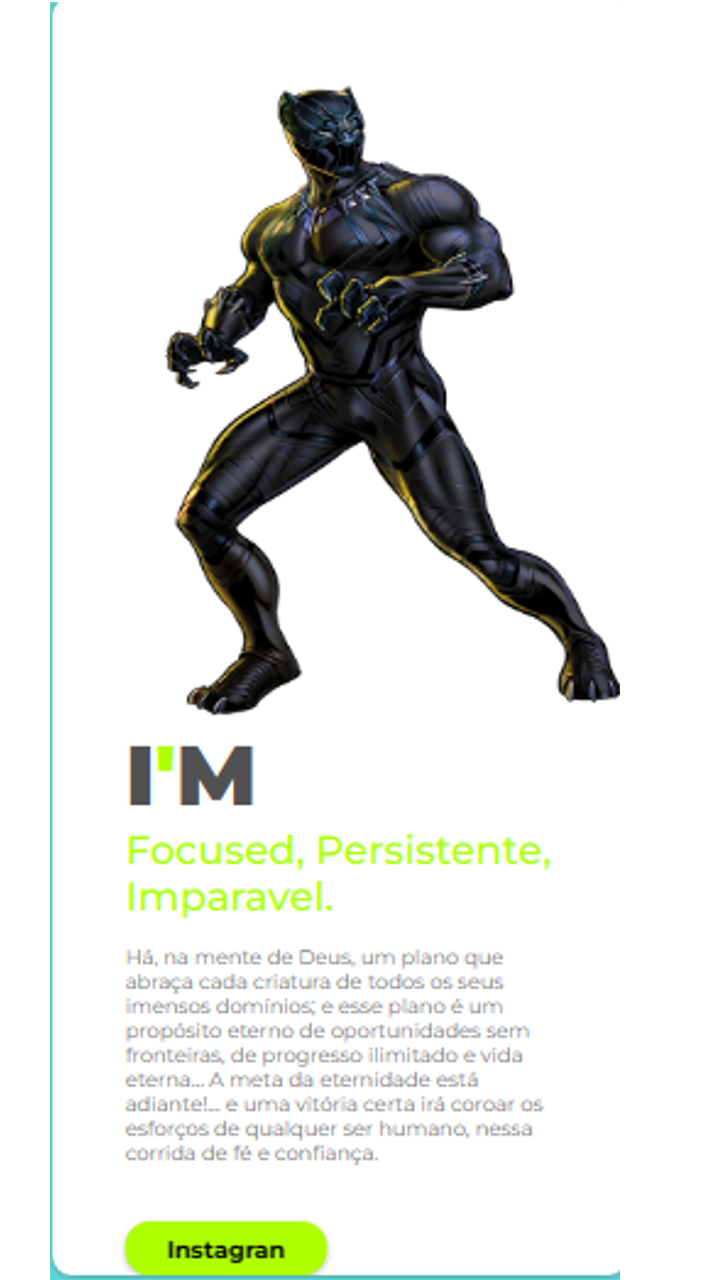 I'M
Focused, Persistente,
Imparavel.
Há, na mente de Deus, um plano que
abraça cada criatura de todos os seus
imensos domínios; e esse plano é um
propósito eterno de oportunidades sem
fronteiras, de progresso ilimitado e vida
eterna... A meta da eternidade está
adiante!... e uma vitória certa irá coroar os
esforços de qualquer ser humano, nessa
corrida de fé e confiança.
Instagran